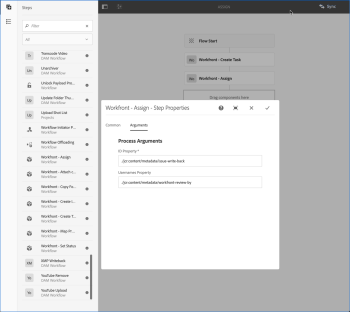 Steps
Sync
Filter
All
Transcode Video
DAM Workflow
Unarchiver
DAM Workflow
Unlock Payload Pro...
Workflow
Update Folder Thu...
DAM Workflow
Upload Shot List
Projects
Workflow Initiator P...
Workflow
Workflow Offloading
Workfront - Assign
Workflow
Workfront - Attach c...
Workflow
Workfront - Copy Fo...
Workflow
Workfront - Create I...
Workflow
Workfront - Create T...
Workflow
Workfront - Map Pr...
Workflow
Workfront - Set Status
Workflow
XMP Writeback
DAM Workflow
YouTube Remove
DAM Workflow
YouTube Upload
DAM Workflow
Flow Start
Workfront - Create Task
Workfront - Assign
Drag components here
Workfront - Assign - Step Properties
Common
Arguments
Process Arguments
ID Property *
./jcr:content/metadata/issue-write-back
Username Property
./jcr:content/metadata/workfront-review-by